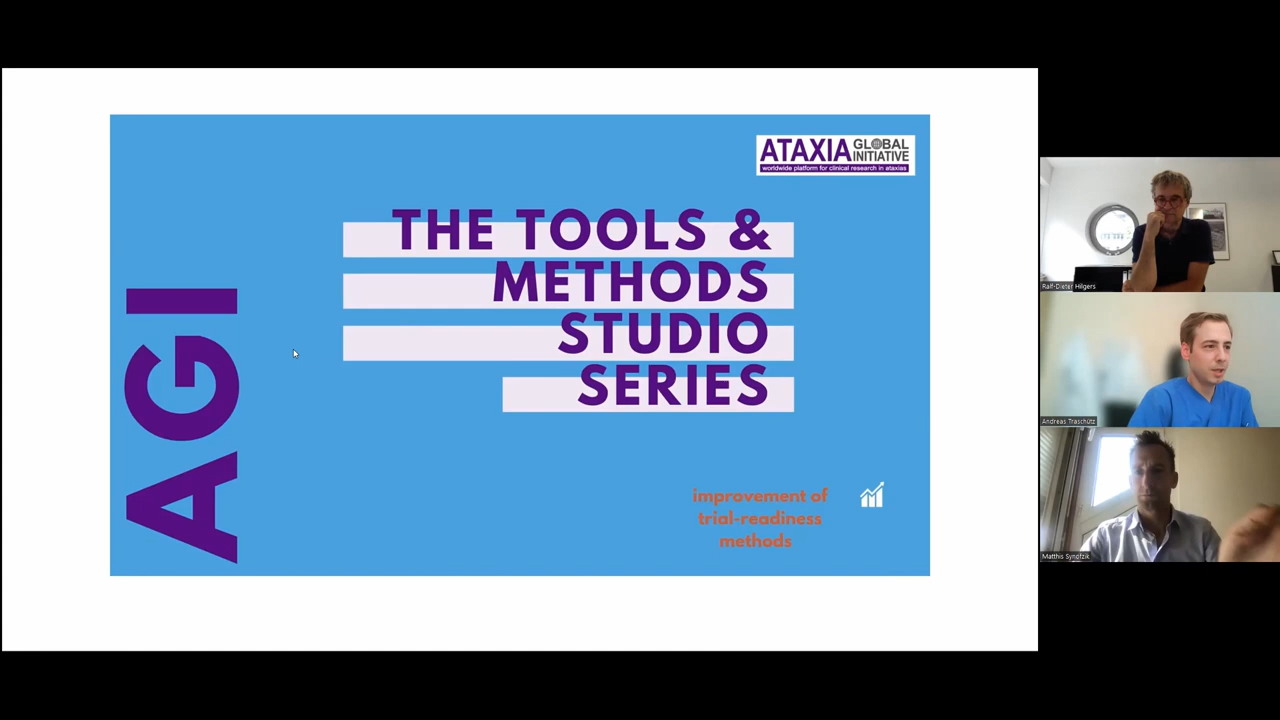 ATAXIA GLOBAL INITIATIVE
worldwide platform for clinical research in ataxias
THE TOOLS &
METHODS
STUDIO
SERIES
AGI
improvement of
trial-readiness
methods
Ralf-Dieter Hilgers
Andreas Traschütz
Matthis Synofzik